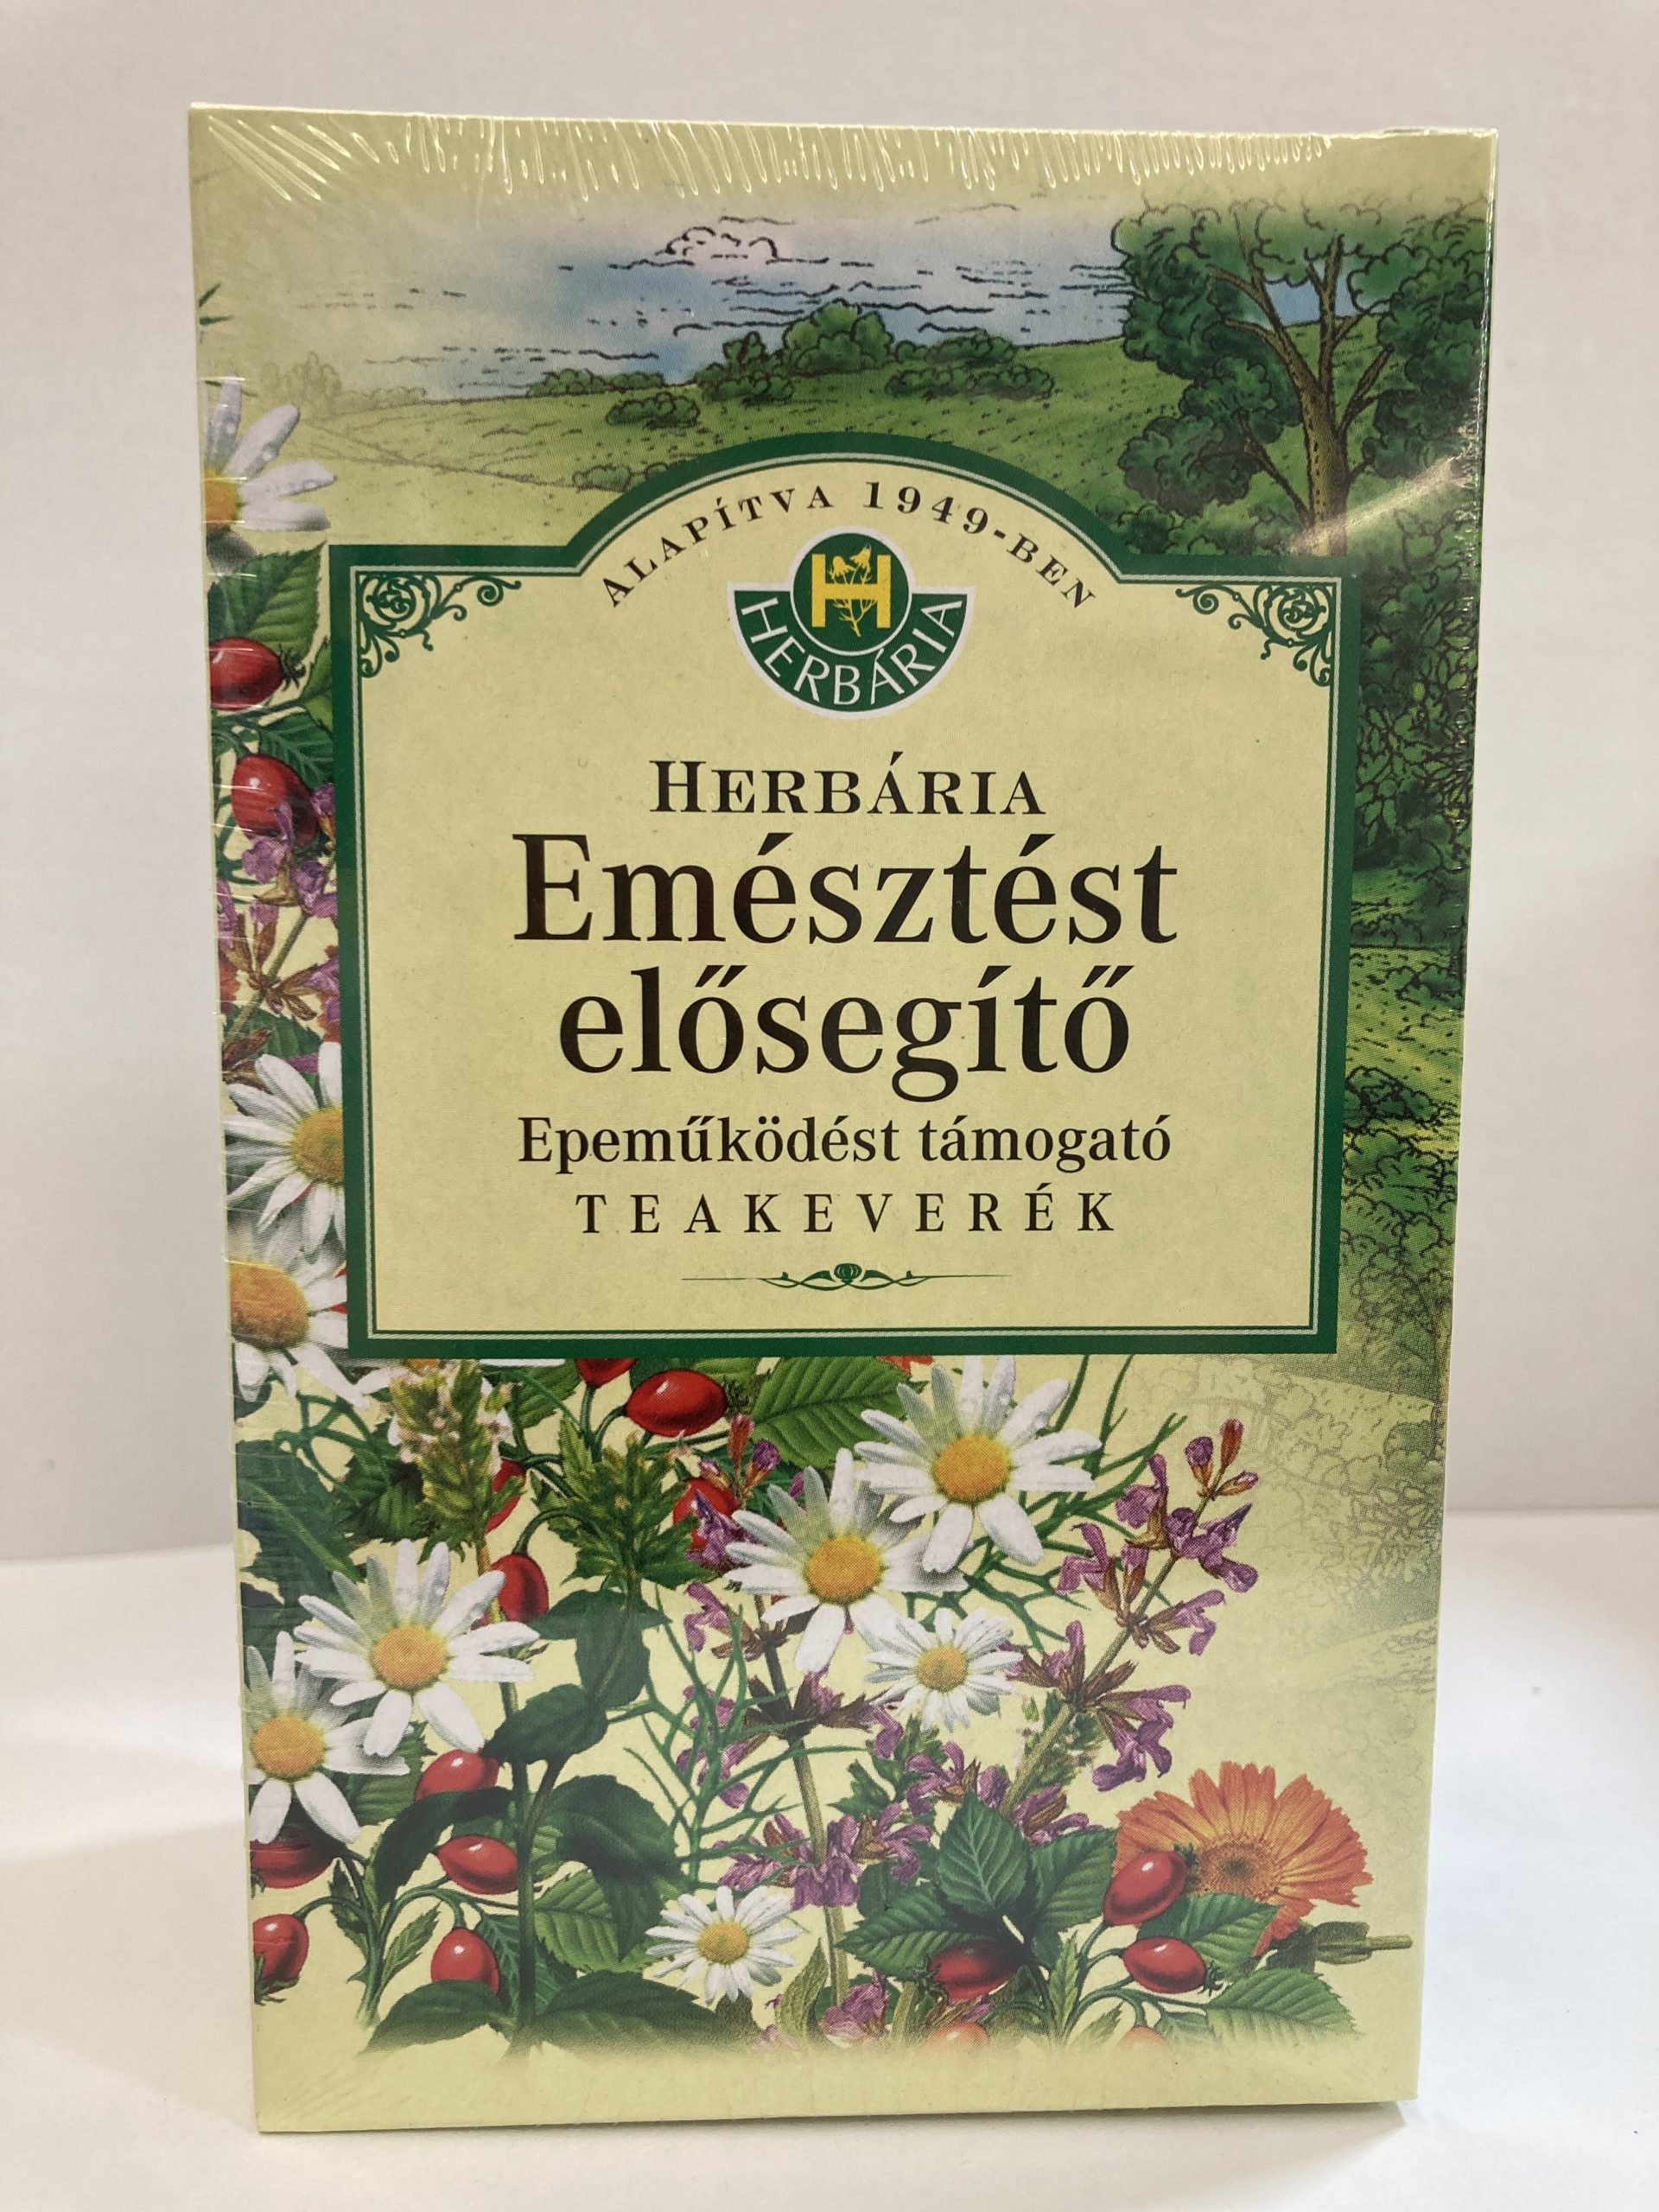 ALAPÍTVA 1949-BEN
H
HERBÁRIA
HERBÁRIA
Emésztést
elősegítő
Epeműködést támogató
TEAKEVERÉK